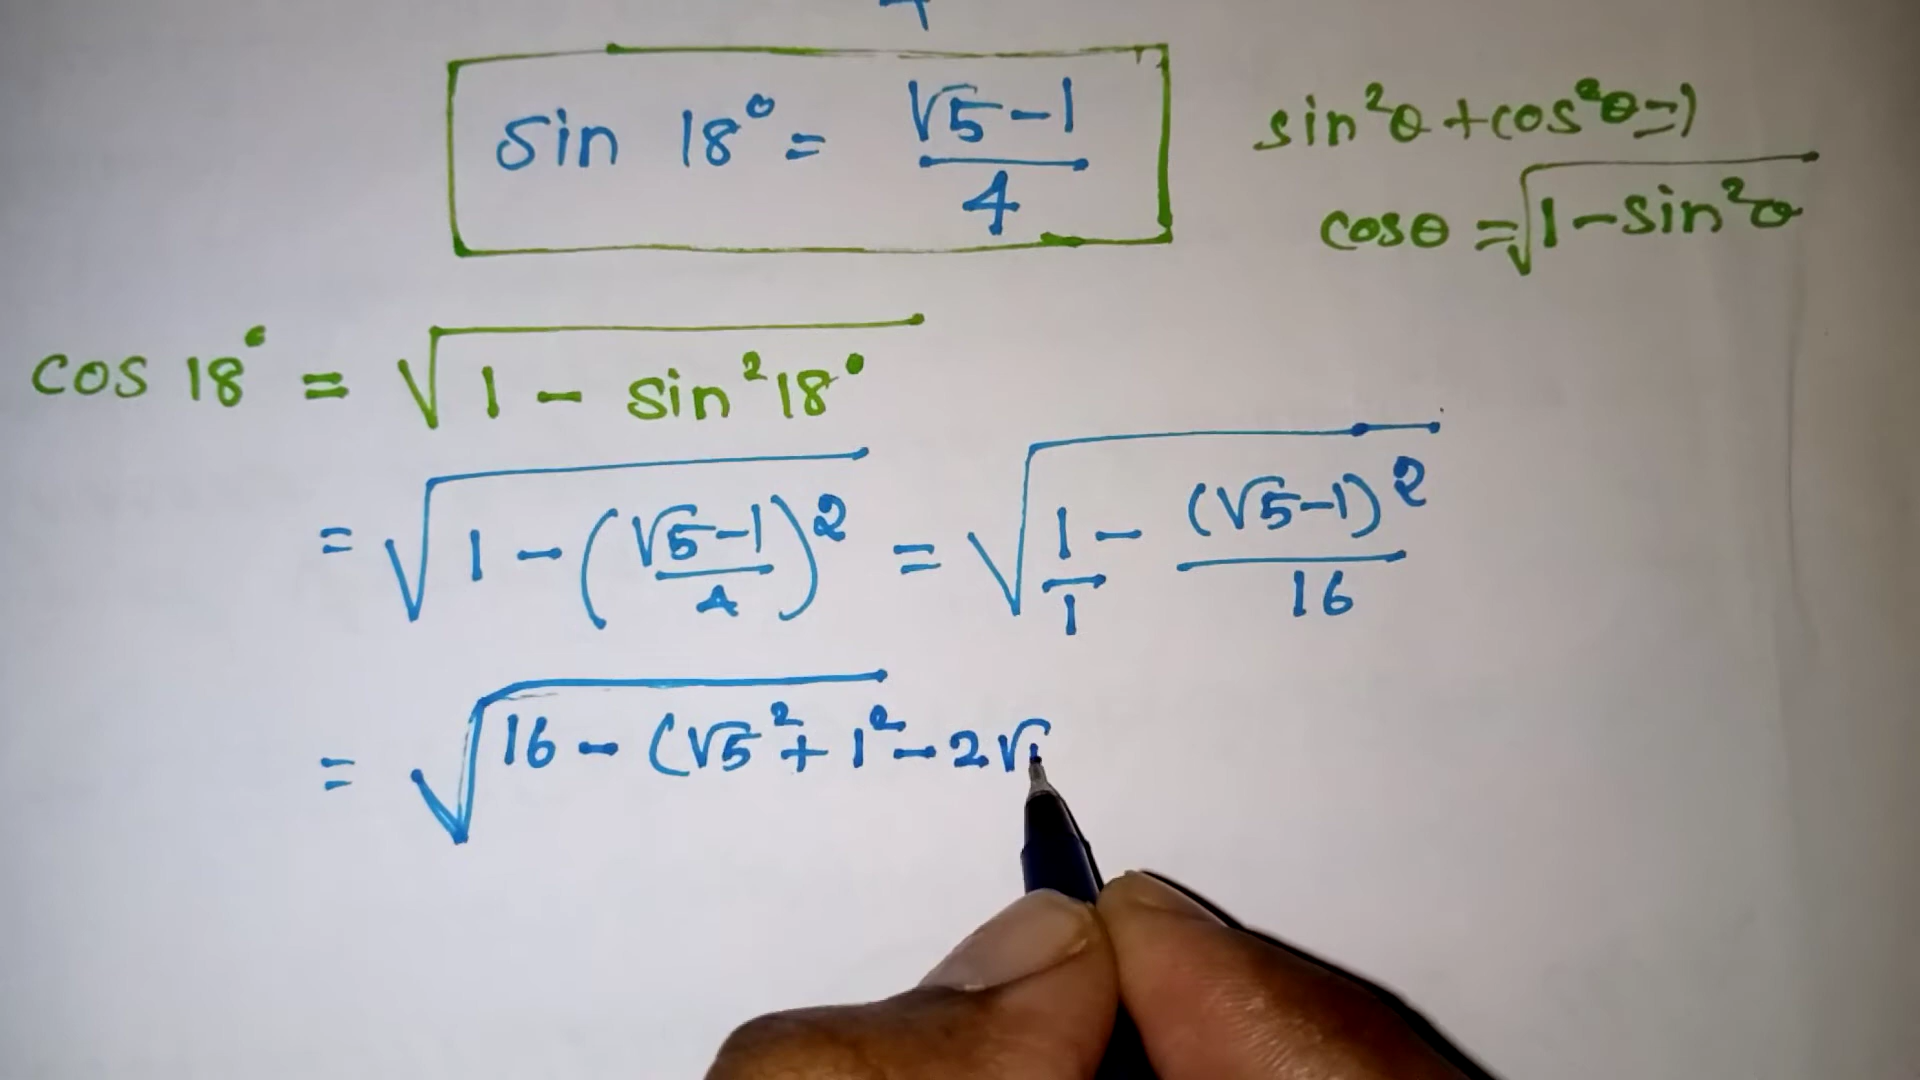 sin 18° = (√5-1)/4
sin²θ + cos²θ = 1
cosθ = √(1 - sin²θ)
cos 18° = √(1 - sin²18°)
= √(1 - ((√5-1)/4)²) = √(1/1 - (√5-1)²/16)
= √(16 - (√5² + 1² - 2√